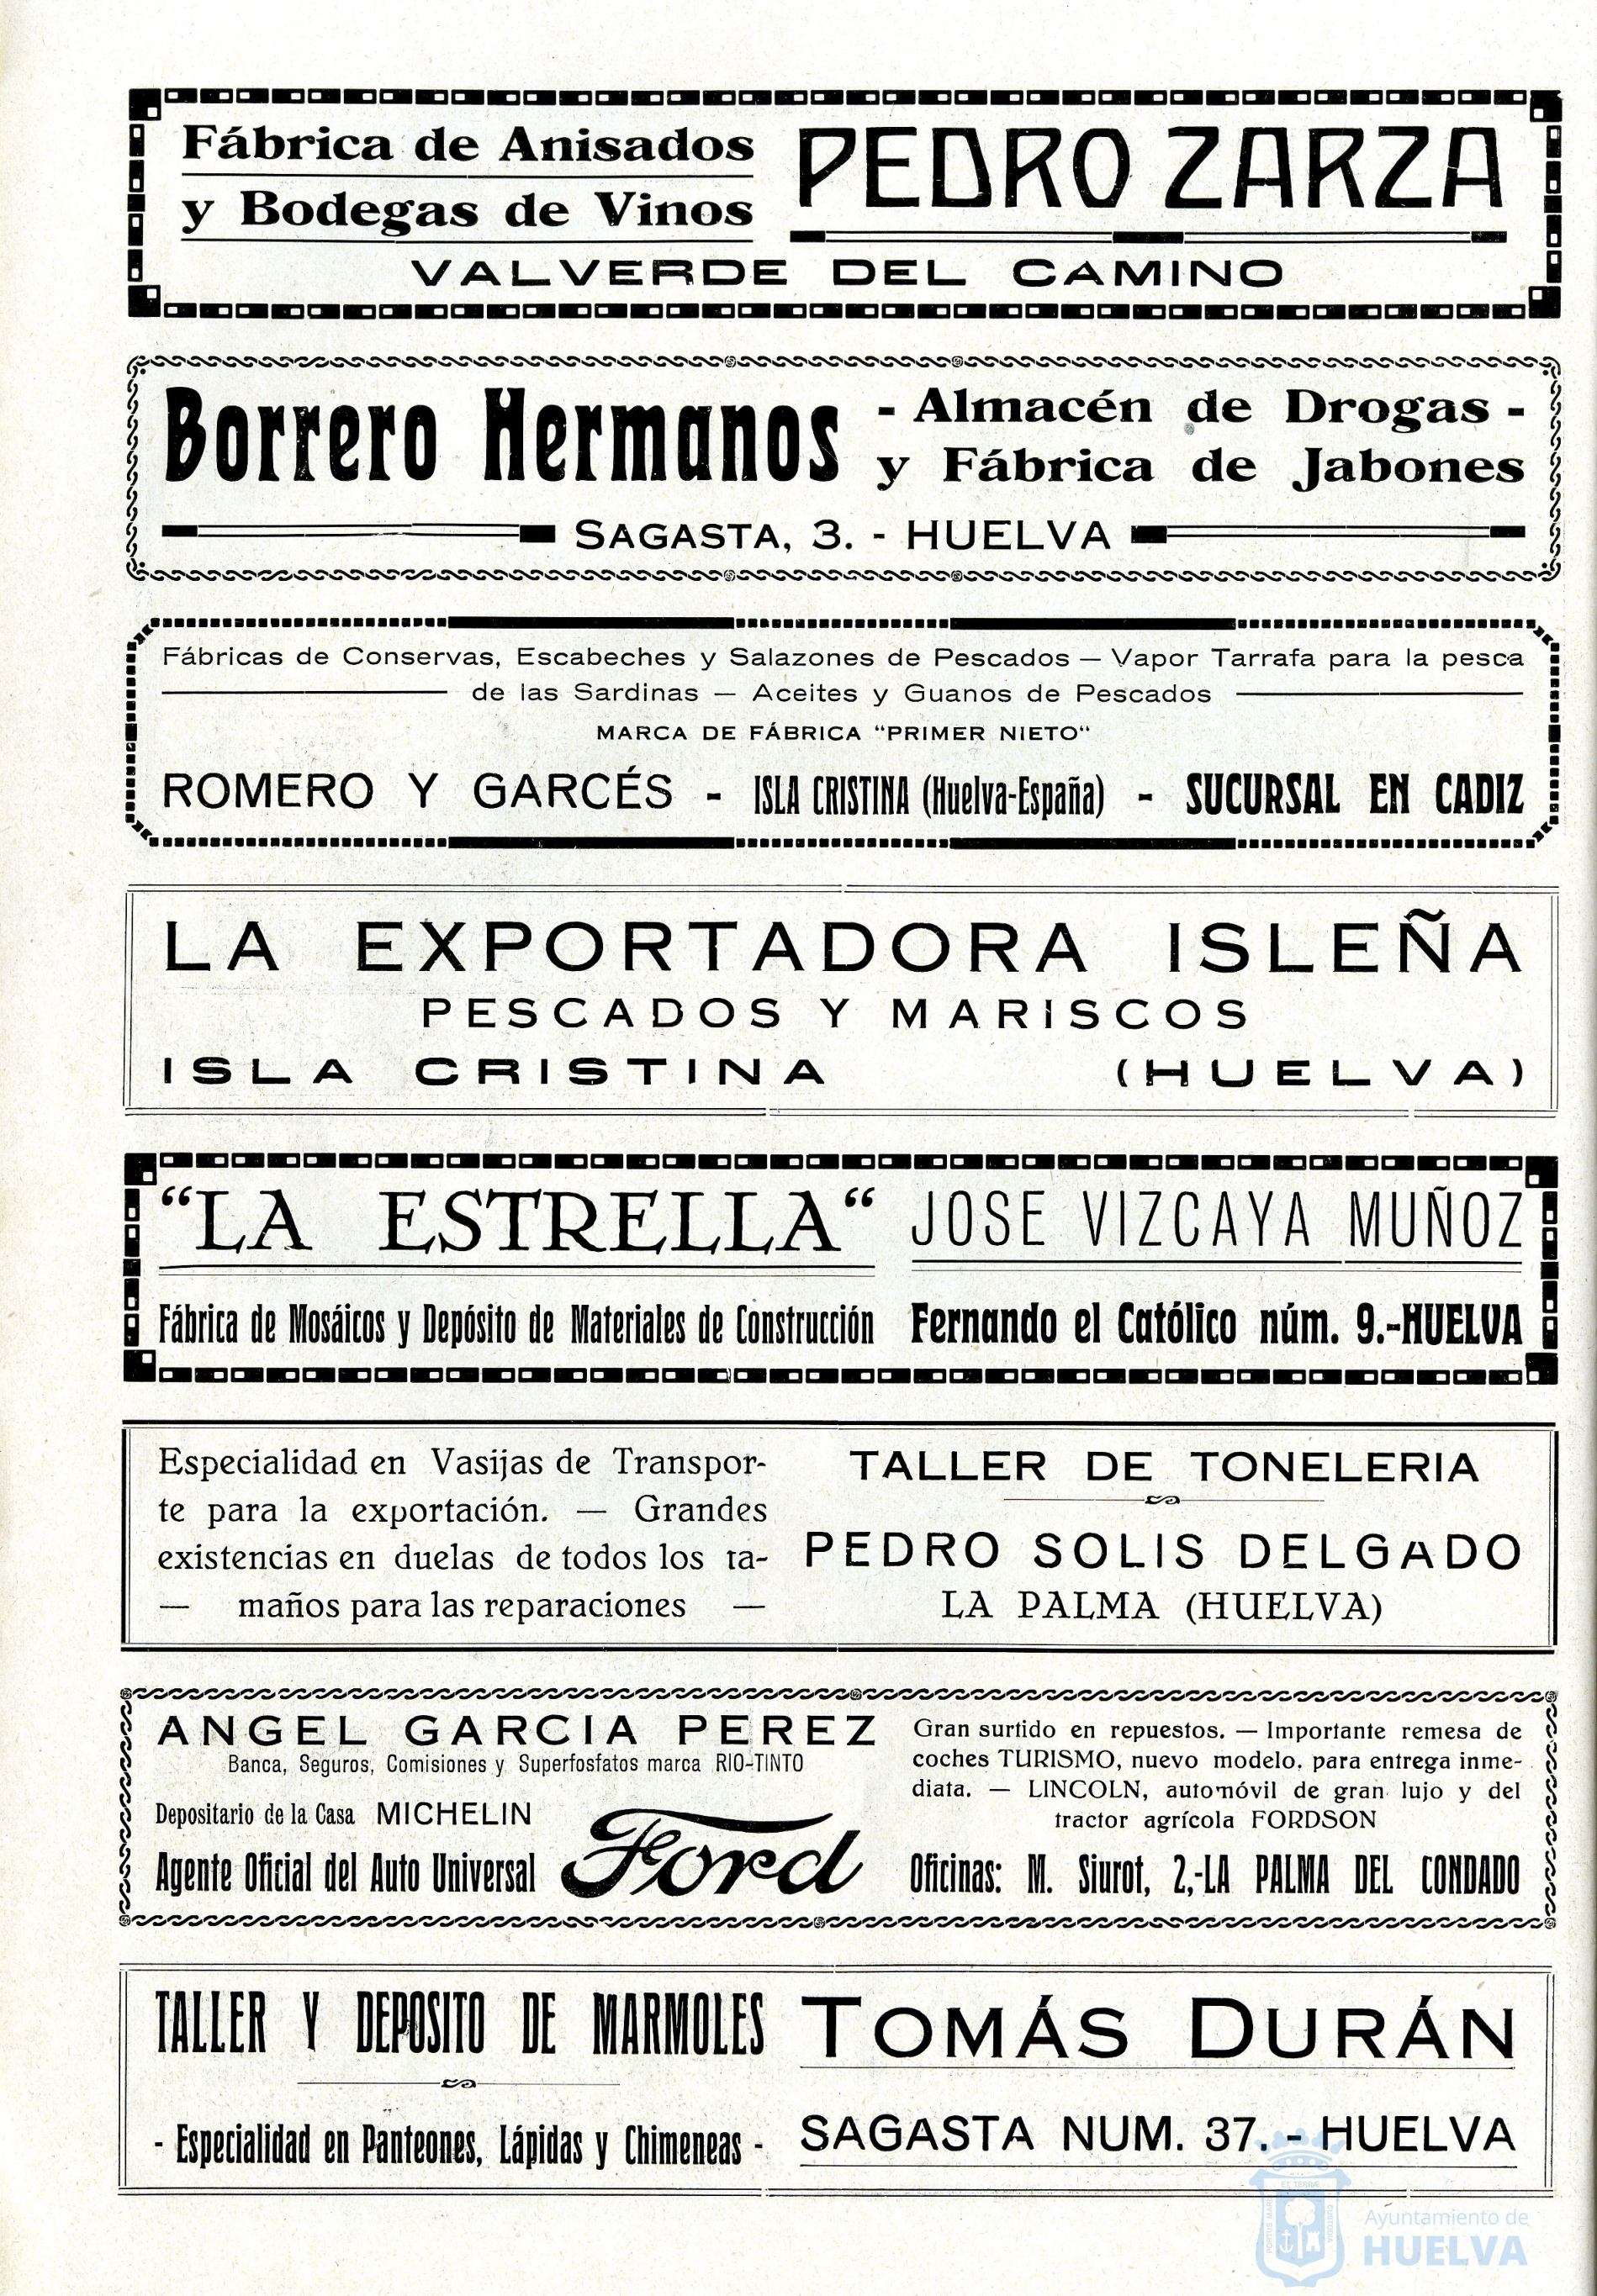 Fábrica de Anisados
y Bodegas de Vinos
PEDRO ZARZA
VALVERDE DEL CAMINO
Borrero Hermanos
- Almacén de Drogas -
y Fábrica de Jabones
SAGASTA, 3. - HUELVA
Fábricas de Conservas, Escabeches y Salazones de Pescados — Vapor Tarrafa para la pesca
de las Sardinas — Aceites y Guanos de Pescados
MARCA DE FÁBRICA “PRIMER NIETO“
ROMERO Y GARCÉS - ISLA CRISTINA (Huelva-España) - SUCURSAL EN CADIZ
LA EXPORTADORA ISLEÑA
PESCADOS Y MARISCOS
ISLA CRISTINA (HUELVA)
“LA ESTRELLA“
JOSE VIZCAYA MUÑOZ
Fábrica de Mosáicos y Depósito de Materiales de Construcción
Fernando el Católico núm. 9.-HUELVA
Especialidad en Vasijas de Transpor-
te para la exportación. — Grandes
existencias en duelas de todos los ta-
— maños para las reparaciones —
TALLER DE TONELERIA
PEDRO SOLIS DELGADO
LA PALMA (HUELVA)
ANGEL GARCIA PEREZ
Banca, Seguros, Comisiones y Superfosfatos marca RIO-TINTO
Depositario de la Casa MICHELIN
Agente Oficial del Auto Universal
Ford
Gran surtido en repuestos. — Importante remesa de
coches TURISMO, nuevo modelo, para entrega inme-
diata. — LINCOLN, automóvil de gran lujo y del
tractor agrícola FORDSON
Oficinas: M. Siurot, 2,-LA PALMA DEL CONDADO
TALLER Y DEPOSITO DE MARMOLES
- Especialidad en Panteones, Lápidas y Chimeneas -
TOMÁS DURÁN
SAGASTA NUM. 37. - HUELVA
Ayuntamiento de
HUELVA